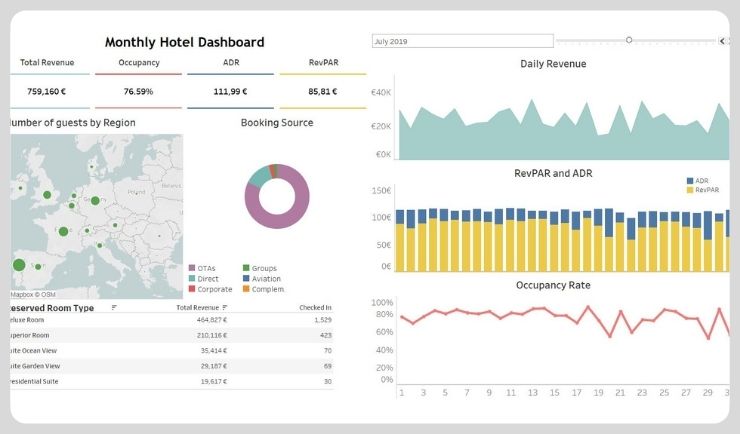 Monthly Hotel Dashboard
July 2019
Total Revenue Occupancy ADR RevPAR
759,160 € 76.59% 111,99 € 85,81 €
Daily Revenue
€40K
€20K
€0K
umber of guests by Region
Booking Source
Poland
Belarus
Mapbox © OSM
OTAs Groups
Direct Aviation
Corporate Complem.
RevPAR and ADR
ADR
RevPAR
150€
100€
50€
0€
eserved Room Type Total Revenue Checked In
eluxe Room 464,827 € 1,529
uperior Room 210,116 € 423
uite Ocean View 35,414 € 70
uite Garden View 29,187 € 69
residential Suite 19,617 € 30
Occupancy Rate
100%
80%
60%
40%
20%
0%
1 3 5 7 9 11 13 15 17 19 21 23 25 27 29 3